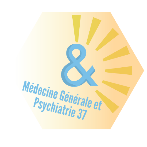 &
Médecine Générale et
Psychiatrie 37